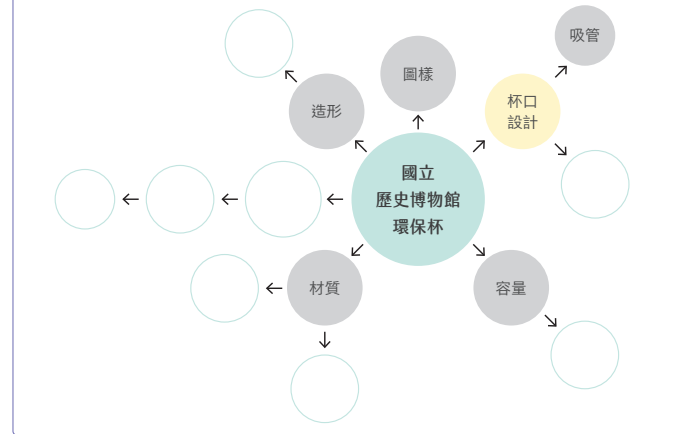 吸管
圖樣
杯口
設計
造形
國立
歷史博物館
環保杯
材質
容量